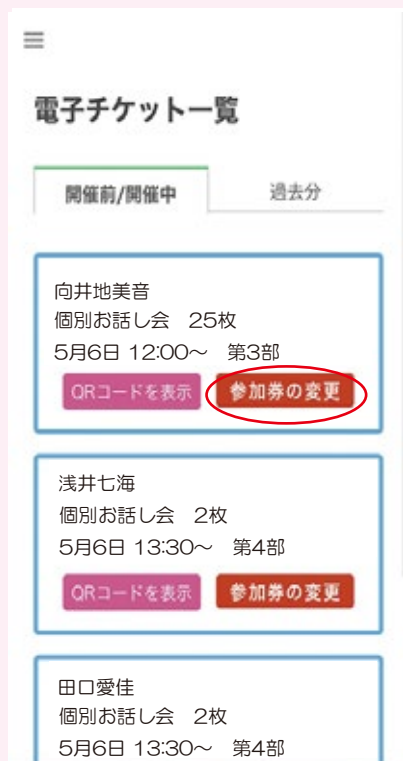 電子チケット一覧
開催前/開催中 過去分
向井地美音
個別お話し会 25枚
5月6日 12:00〜 第3部
QRコードを表示 参加券の変更
浅井七海
個別お話し会 2枚
5月6日 13:30〜 第4部
QRコードを表示 参加券の変更
田口愛佳
個別お話し会 2枚
5月6日 13:30〜 第4部